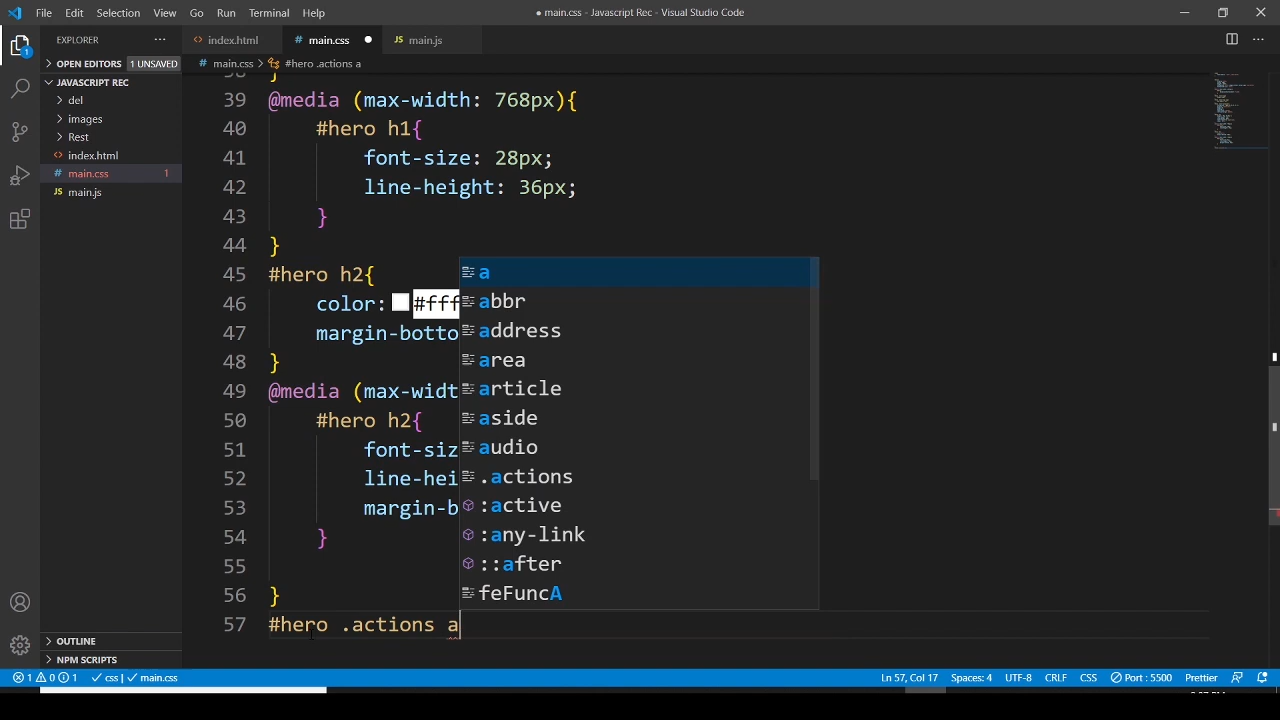 File Edit Selection View Go Run Terminal Help
● main.css - Javascript Rec - Visual Studio Code
EXPLORER
OPEN EDITORS 1 UNSAVED
JAVASCRIPT REC
del
images
Rest
index.html
main.css 1
main.js
OUTLINE
NPM SCRIPTS
index.html main.css ● main.js
main.css > #hero .actions a
39 @media (max-width: 768px){
40 #hero h1{
41 font-size: 28px;
42 line-height: 36px;
43 }
44 }
45 #hero h2{
46 color: #fff
47 margin-botto
48 }
49 @media (max-widt
50 #hero h2{
51 font-siz
52 line-hei
53 margin-b
54 }
55
56 }
57 #hero .actions a
a
abbr
address
area
article
aside
audio
.actions
:active
:any-link
::after
feFuncA
1 0 1 css | main.css Ln 57, Col 17 Spaces: 4 UTF-8 CRLF CSS Port : 5500 Prettier